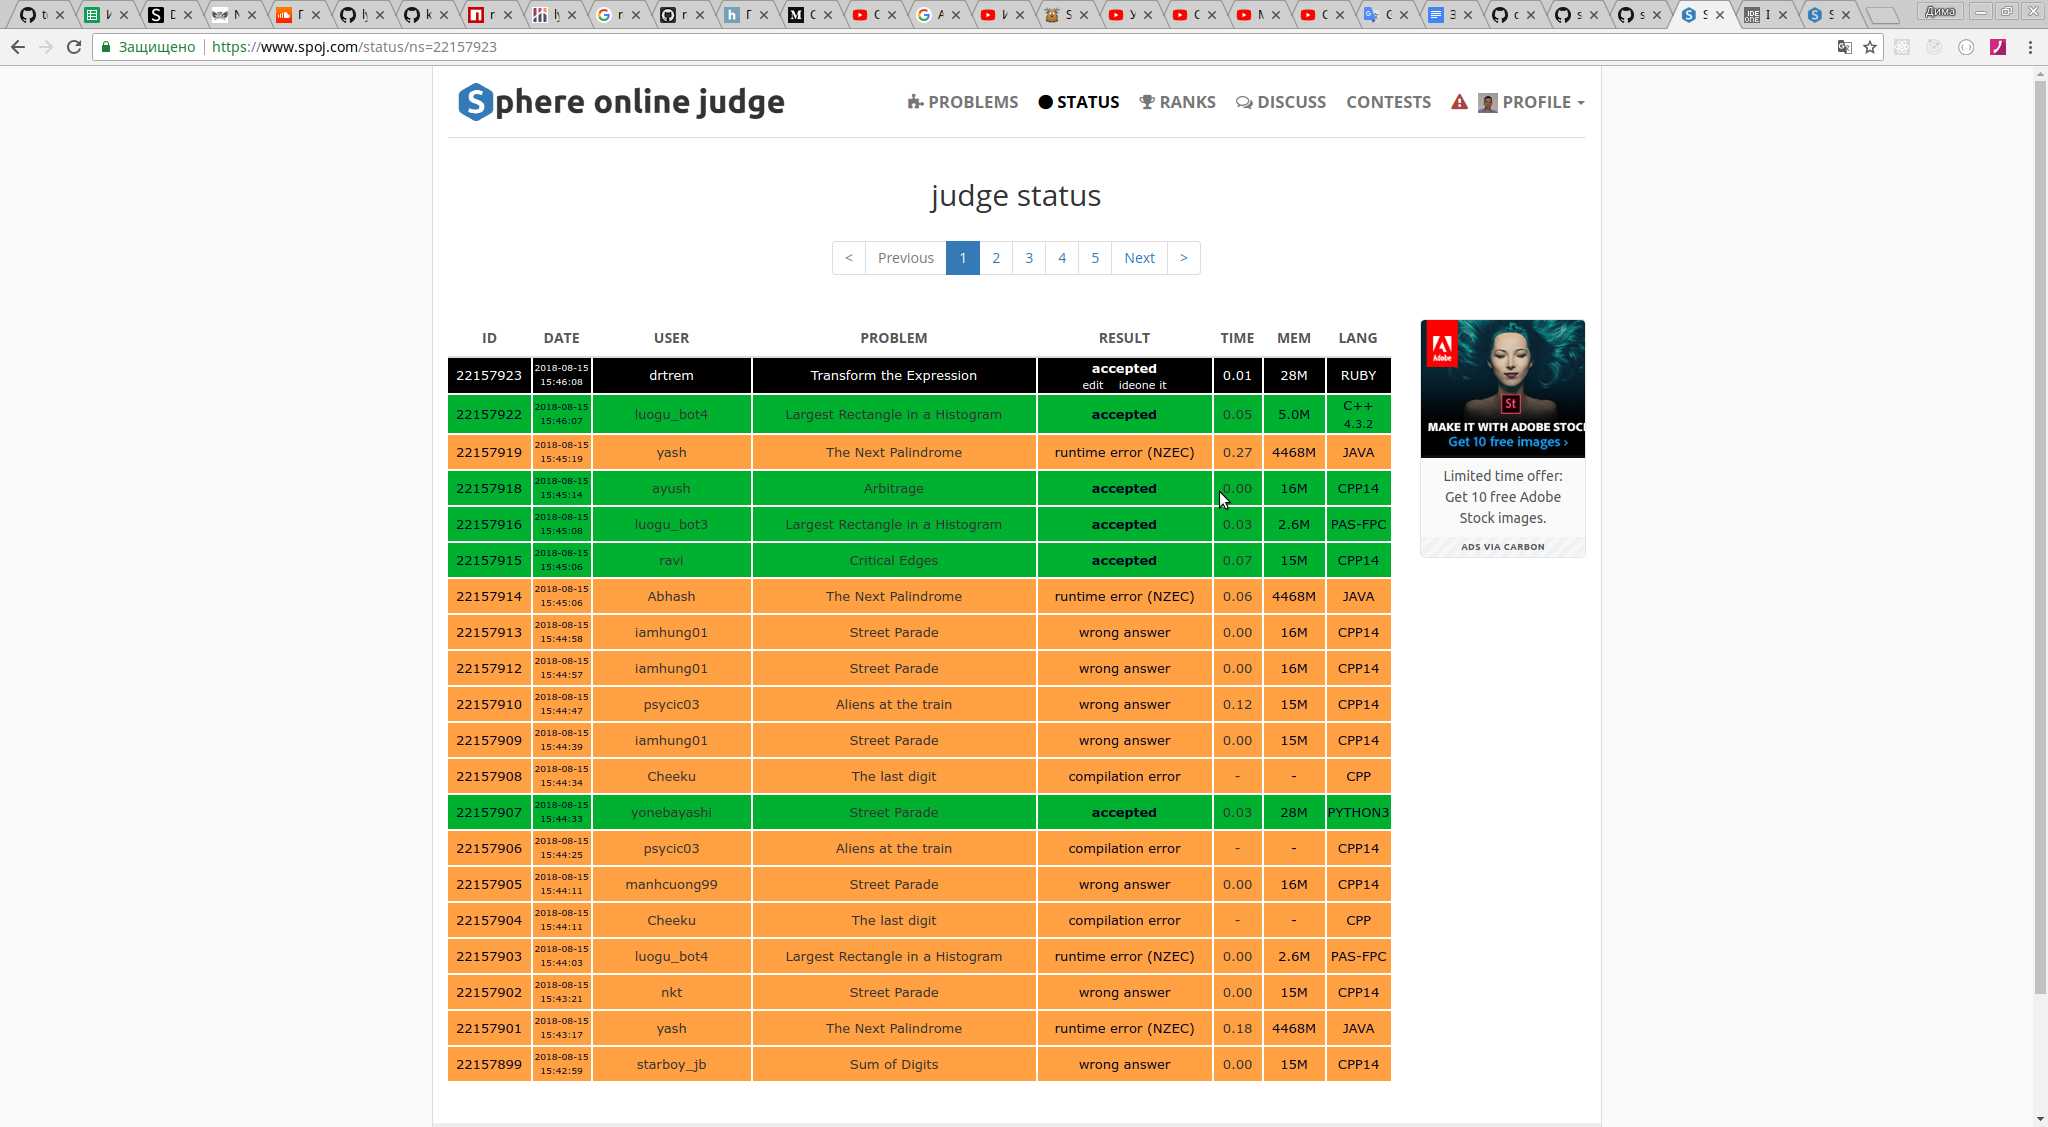 Дима
Защищено https://www.spoj.com/status/ns=22157923
Sphere online judge
PROBLEMS STATUS RANKS DISCUSS CONTESTS PROFILE
judge status
< Previous 1 2 3 4 5 Next >
ID DATE USER PROBLEM RESULT TIME MEM LANG
22157923 2018-08-15 15:46:08 drtrem Transform the Expression accepted edit ideone it 0.01 28M RUBY
22157922 2018-08-15 15:46:07 luogu_bot4 Largest Rectangle in a Histogram accepted 0.05 5.0M C++ 4.3.2
22157919 2018-08-15 15:45:19 yash The Next Palindrome runtime error (NZEC) 0.27 4468M JAVA
22157918 2018-08-15 15:45:14 ayush Arbitrage accepted 0.00 16M CPP14
22157916 2018-08-15 15:45:08 luogu_bot3 Largest Rectangle in a Histogram accepted 0.03 2.6M PAS-FPC
22157915 2018-08-15 15:45:06 ravi Critical Edges accepted 0.07 15M CPP14
22157914 2018-08-15 15:45:06 Abhash The Next Palindrome runtime error (NZEC) 0.06 4468M JAVA
22157913 2018-08-15 15:44:58 iamhung01 Street Parade wrong answer 0.00 16M CPP14
22157912 2018-08-15 15:44:57 iamhung01 Street Parade wrong answer 0.00 16M CPP14
22157910 2018-08-15 15:44:47 psycic03 Aliens at the train wrong answer 0.12 15M CPP14
22157909 2018-08-15 15:44:39 iamhung01 Street Parade wrong answer 0.00 15M CPP14
22157908 2018-08-15 15:44:34 Cheeku The last digit compilation error - - CPP
22157907 2018-08-15 15:44:33 yonebayashi Street Parade accepted 0.03 28M PYTHON3
22157906 2018-08-15 15:44:25 psycic03 Aliens at the train compilation error - - CPP14
22157905 2018-08-15 15:44:11 manhcuong99 Street Parade wrong answer 0.00 16M CPP14
22157904 2018-08-15 15:44:11 Cheeku The last digit compilation error - - CPP
22157903 2018-08-15 15:44:03 luogu_bot4 Largest Rectangle in a Histogram runtime error (NZEC) 0.00 2.6M PAS-FPC
22157902 2018-08-15 15:43:21 nkt Street Parade wrong answer 0.00 15M CPP14
22157901 2018-08-15 15:43:17 yash The Next Palindrome runtime error (NZEC) 0.18 4468M JAVA
22157899 2018-08-15 15:42:59 starboy_jb Sum of Digits wrong answer 0.00 15M CPP14
Adobe
St
MAKE IT WITH ADOBE STOC
Get 10 free images ›
Limited time offer:
Get 10 free Adobe
Stock images.
ADS VIA CARBON